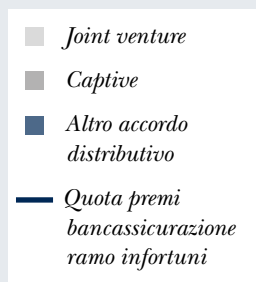 Joint venture
Captive
Altro accordo
distributivo
Quota premi
bancassicurazione
ramo infortuni